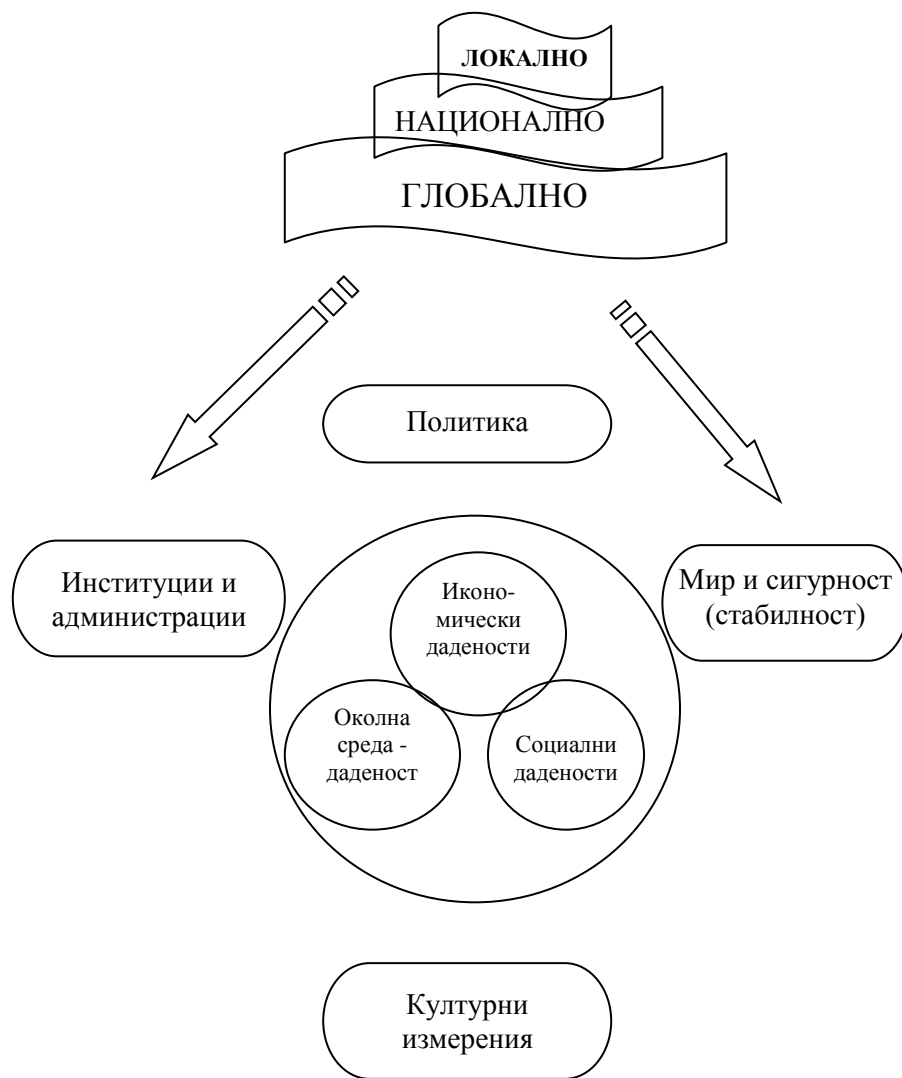 ЛОКАЛНО
НАЦИОНАЛНО
ГЛОБАЛНО
Политика
Институции и
администрации
Мир и сигурност
(стабилност)
Иконо-
мически
дадености
Околна
среда -
даденост
Социални
дадености
Културни
измерения